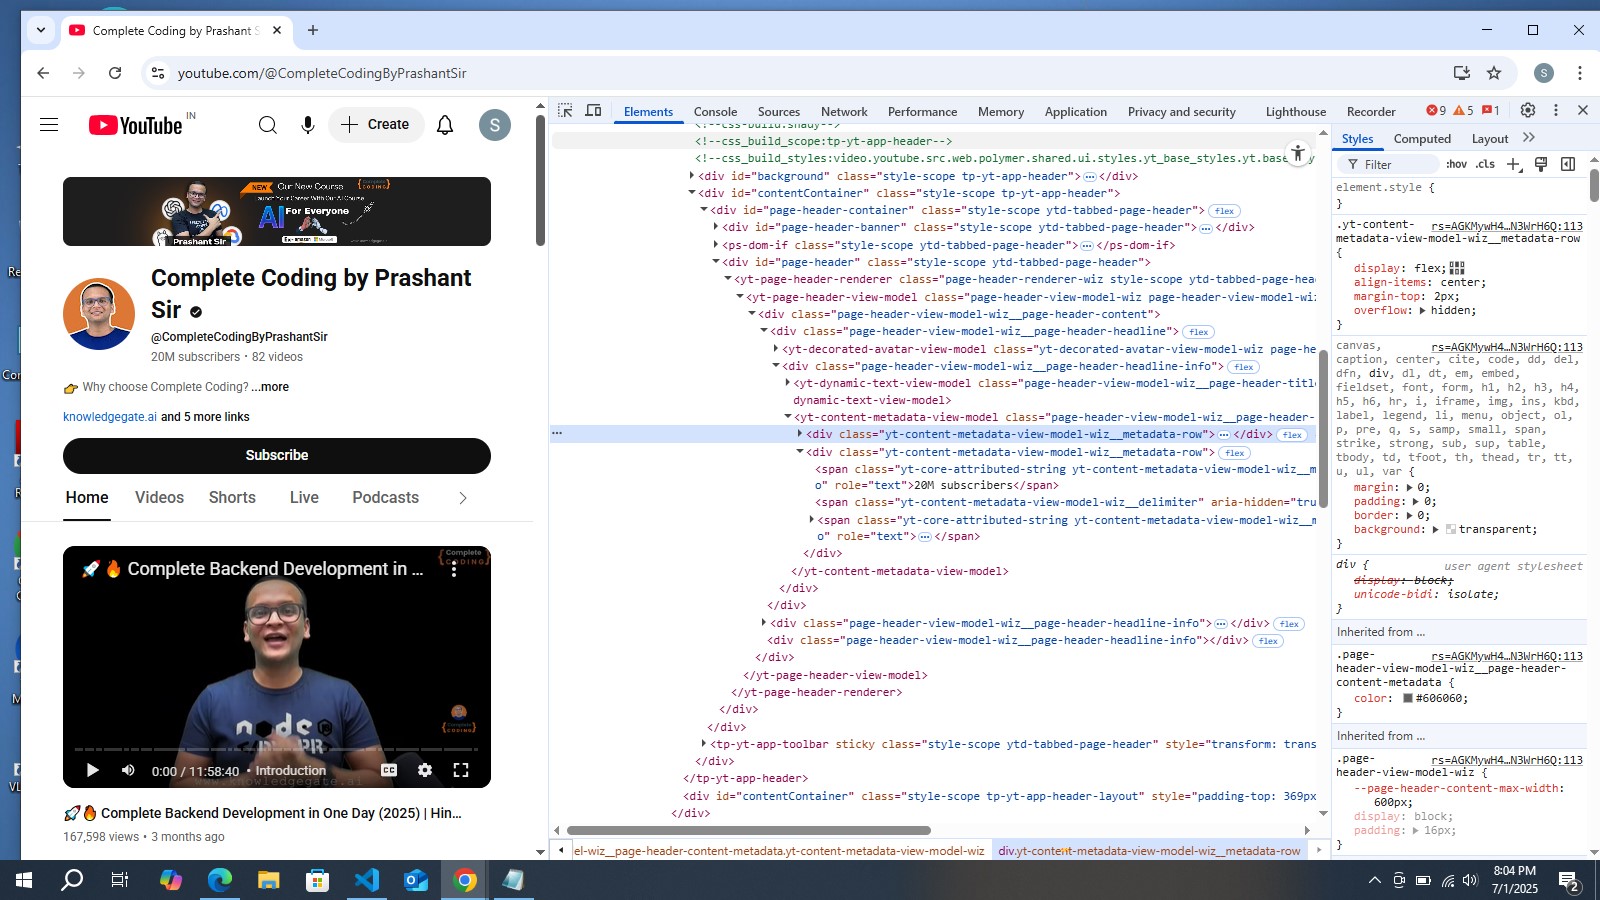 Complete Coding by Prashant S
youtube.com/@CompleteCodingByPrashantSir
S
YouTube IN
Create
S
NEW Our New Course
Launch Your Career With Our AI Course
AI For Everyone
Prashant Sir
Complete Coding by Prashant
Sir
@CompleteCodingByPrashantSir
20M subscribers • 82 videos
👉 Why choose Complete Coding? ...more
knowledgegate.ai and 5 more links
Subscribe
Home Videos Shorts Live Podcasts
🚀🔥 Complete Backend Development in ...
Complete
CODING
0:00 / 11:58:40 • Introduction
CC
www.knowledgegate.ai
🚀🔥 Complete Backend Development in One Day (2025) | Hin...
167,598 views • 3 months ago
Elements Console Sources Network Performance Memory Application Privacy and security Lighthouse Recorder 9 5 1
<!--css_build:shady-->
<!--css_build_scope:tp-yt-app-header-->
<!--css_build_styles:video.youtube.src.web.polymer.shared.ui.styles.yt_base_styles.yt.base
<div id="background" class="style-scope tp-yt-app-header">…</div>
<div id="contentContainer" class="style-scope tp-yt-app-header">
<div id="page-header-container" class="style-scope ytd-tabbed-page-header"> flex
<div id="page-header-banner" class="style-scope ytd-tabbed-page-header">…</div>
<ps-dom-if class="style-scope ytd-tabbed-page-header">…</ps-dom-if>
<div id="page-header" class="style-scope ytd-tabbed-page-header">
<yt-page-header-renderer class="page-header-renderer-wiz style-scope ytd-tabbed-page-hea
<yt-page-header-view-model class="page-header-view-model-wiz page-header-view-model-wiz
<div class="page-header-view-model-wiz__page-header-content">
<div class="page-header-view-model-wiz__page-header-headline"> flex
<yt-decorated-avatar-view-model class="yt-decorated-avatar-view-model-wiz page-he
<div class="page-header-view-model-wiz__page-header-headline-info"> flex
<yt-dynamic-text-view-model class="page-header-view-model-wiz__page-header-titl
dynamic-text-view-model>
<yt-content-metadata-view-model class="page-header-view-model-wiz__page-header-
… <div class="yt-content-metadata-view-model-wiz__metadata-row">…</div> flex
<div class="yt-content-metadata-view-model-wiz__metadata-row"> flex
<span class="yt-core-attributed-string yt-content-metadata-view-model-wiz__m
o" role="text">20M subscribers</span>
<span class="yt-content-metadata-view-model-wiz__delimiter" aria-hidden="tru
<span class="yt-core-attributed-string yt-content-metadata-view-model-wiz__m
o" role="text">…</span>
</div>
</yt-content-metadata-view-model>
</div>
</div>
<div class="page-header-view-model-wiz__page-header-headline-info">…</div> flex
<div class="page-header-view-model-wiz__page-header-headline-info"></div> flex
</div>
</yt-page-header-view-model>
</yt-page-header-renderer>
</div>
</div>
<tp-yt-app-toolbar sticky class="style-scope ytd-tabbed-page-header" style="transform: trans
</div>
</tp-yt-app-header>
<div id="contentContainer" class="style-scope tp-yt-app-header-layout" style="padding-top: 369px
</div>
el-wiz__page-header-content-metadata.yt-content-metadata-view-model-wiz div.yt-content-metadata-view-model-wiz__metadata-row
Styles Computed Layout
Filter :hov .cls
element.style {
}
.yt-content- rs=AGKMywH4…N3WrH6Q:113
metadata-view-model-wiz__metadata-row
{
display: flex;
align-items: center;
margin-top: 2px;
overflow: hidden;
}
canvas, rs=AGKMywH4…N3WrH6Q:113
caption, center, cite, code, dd, del,
dfn, div, dl, dt, em, embed,
fieldset, font, form, h1, h2, h3, h4,
h5, h6, hr, i, iframe, img, ins, kbd,
label, legend, li, menu, object, ol,
p, pre, q, s, samp, small, span,
strike, strong, sub, sup, table,
tbody, td, tfoot, th, thead, tr, tt,
u, ul, var {
margin: 0;
padding: 0;
border: 0;
background: transparent;
}
div { user agent stylesheet
display: block;
unicode-bidi: isolate;
}
Inherited from …
.page- rs=AGKMywH4…N3WrH6Q:113
header-view-model-wiz__page-header-
content-metadata {
color: #606060;
}
Inherited from …
.page- rs=AGKMywH4…N3WrH6Q:113
header-view-model-wiz {
--page-header-content-max-width:
600px;
display: block;
padding: 16px;
}
8:04 PM
7/1/2025
2